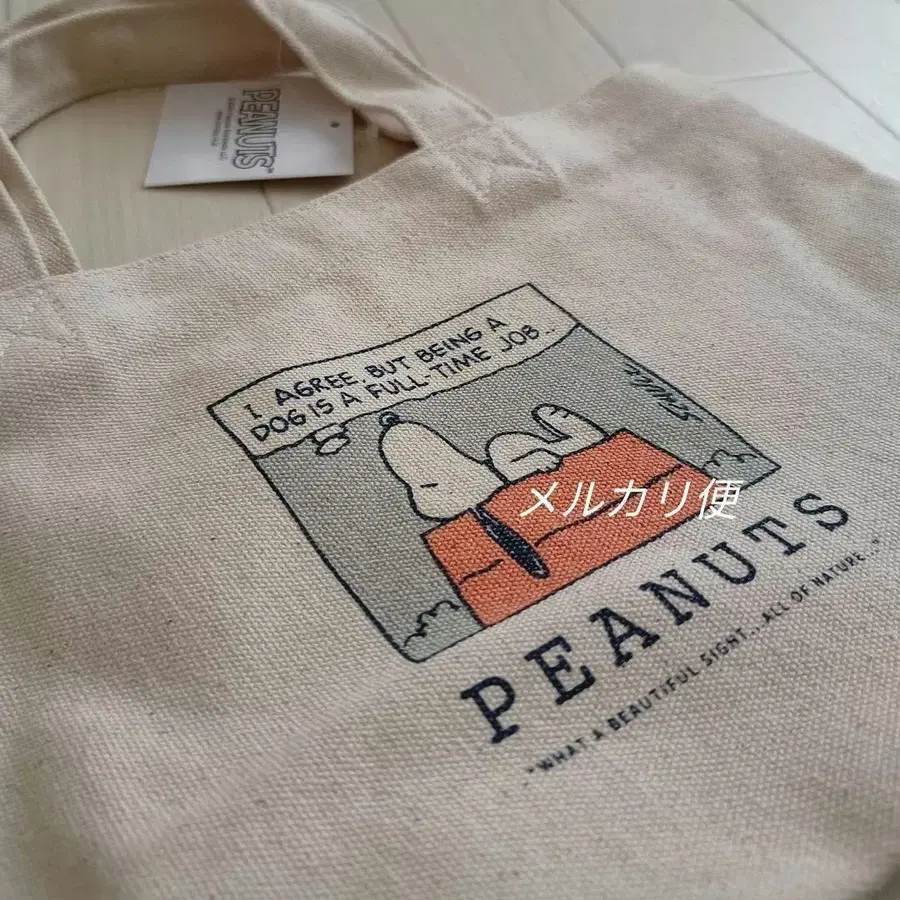 PEANUTS
I AGREE, BUT BEING A
DOG IS A FULL-TIME JOB...
SCHULZ
メルカリ便
PEANUTS
"WHAT A BEAUTIFUL SIGHT...ALL OF NATURE..."